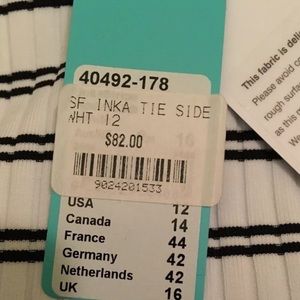 40492-178
SF INKA TIE SIDE
WHT 12
$82.00
9024201533
USA 12
Canada 14
France 44
Germany 42
Netherlands 42
UK 16
This fabric is deli
Please avoid co
rough surfa
as this m